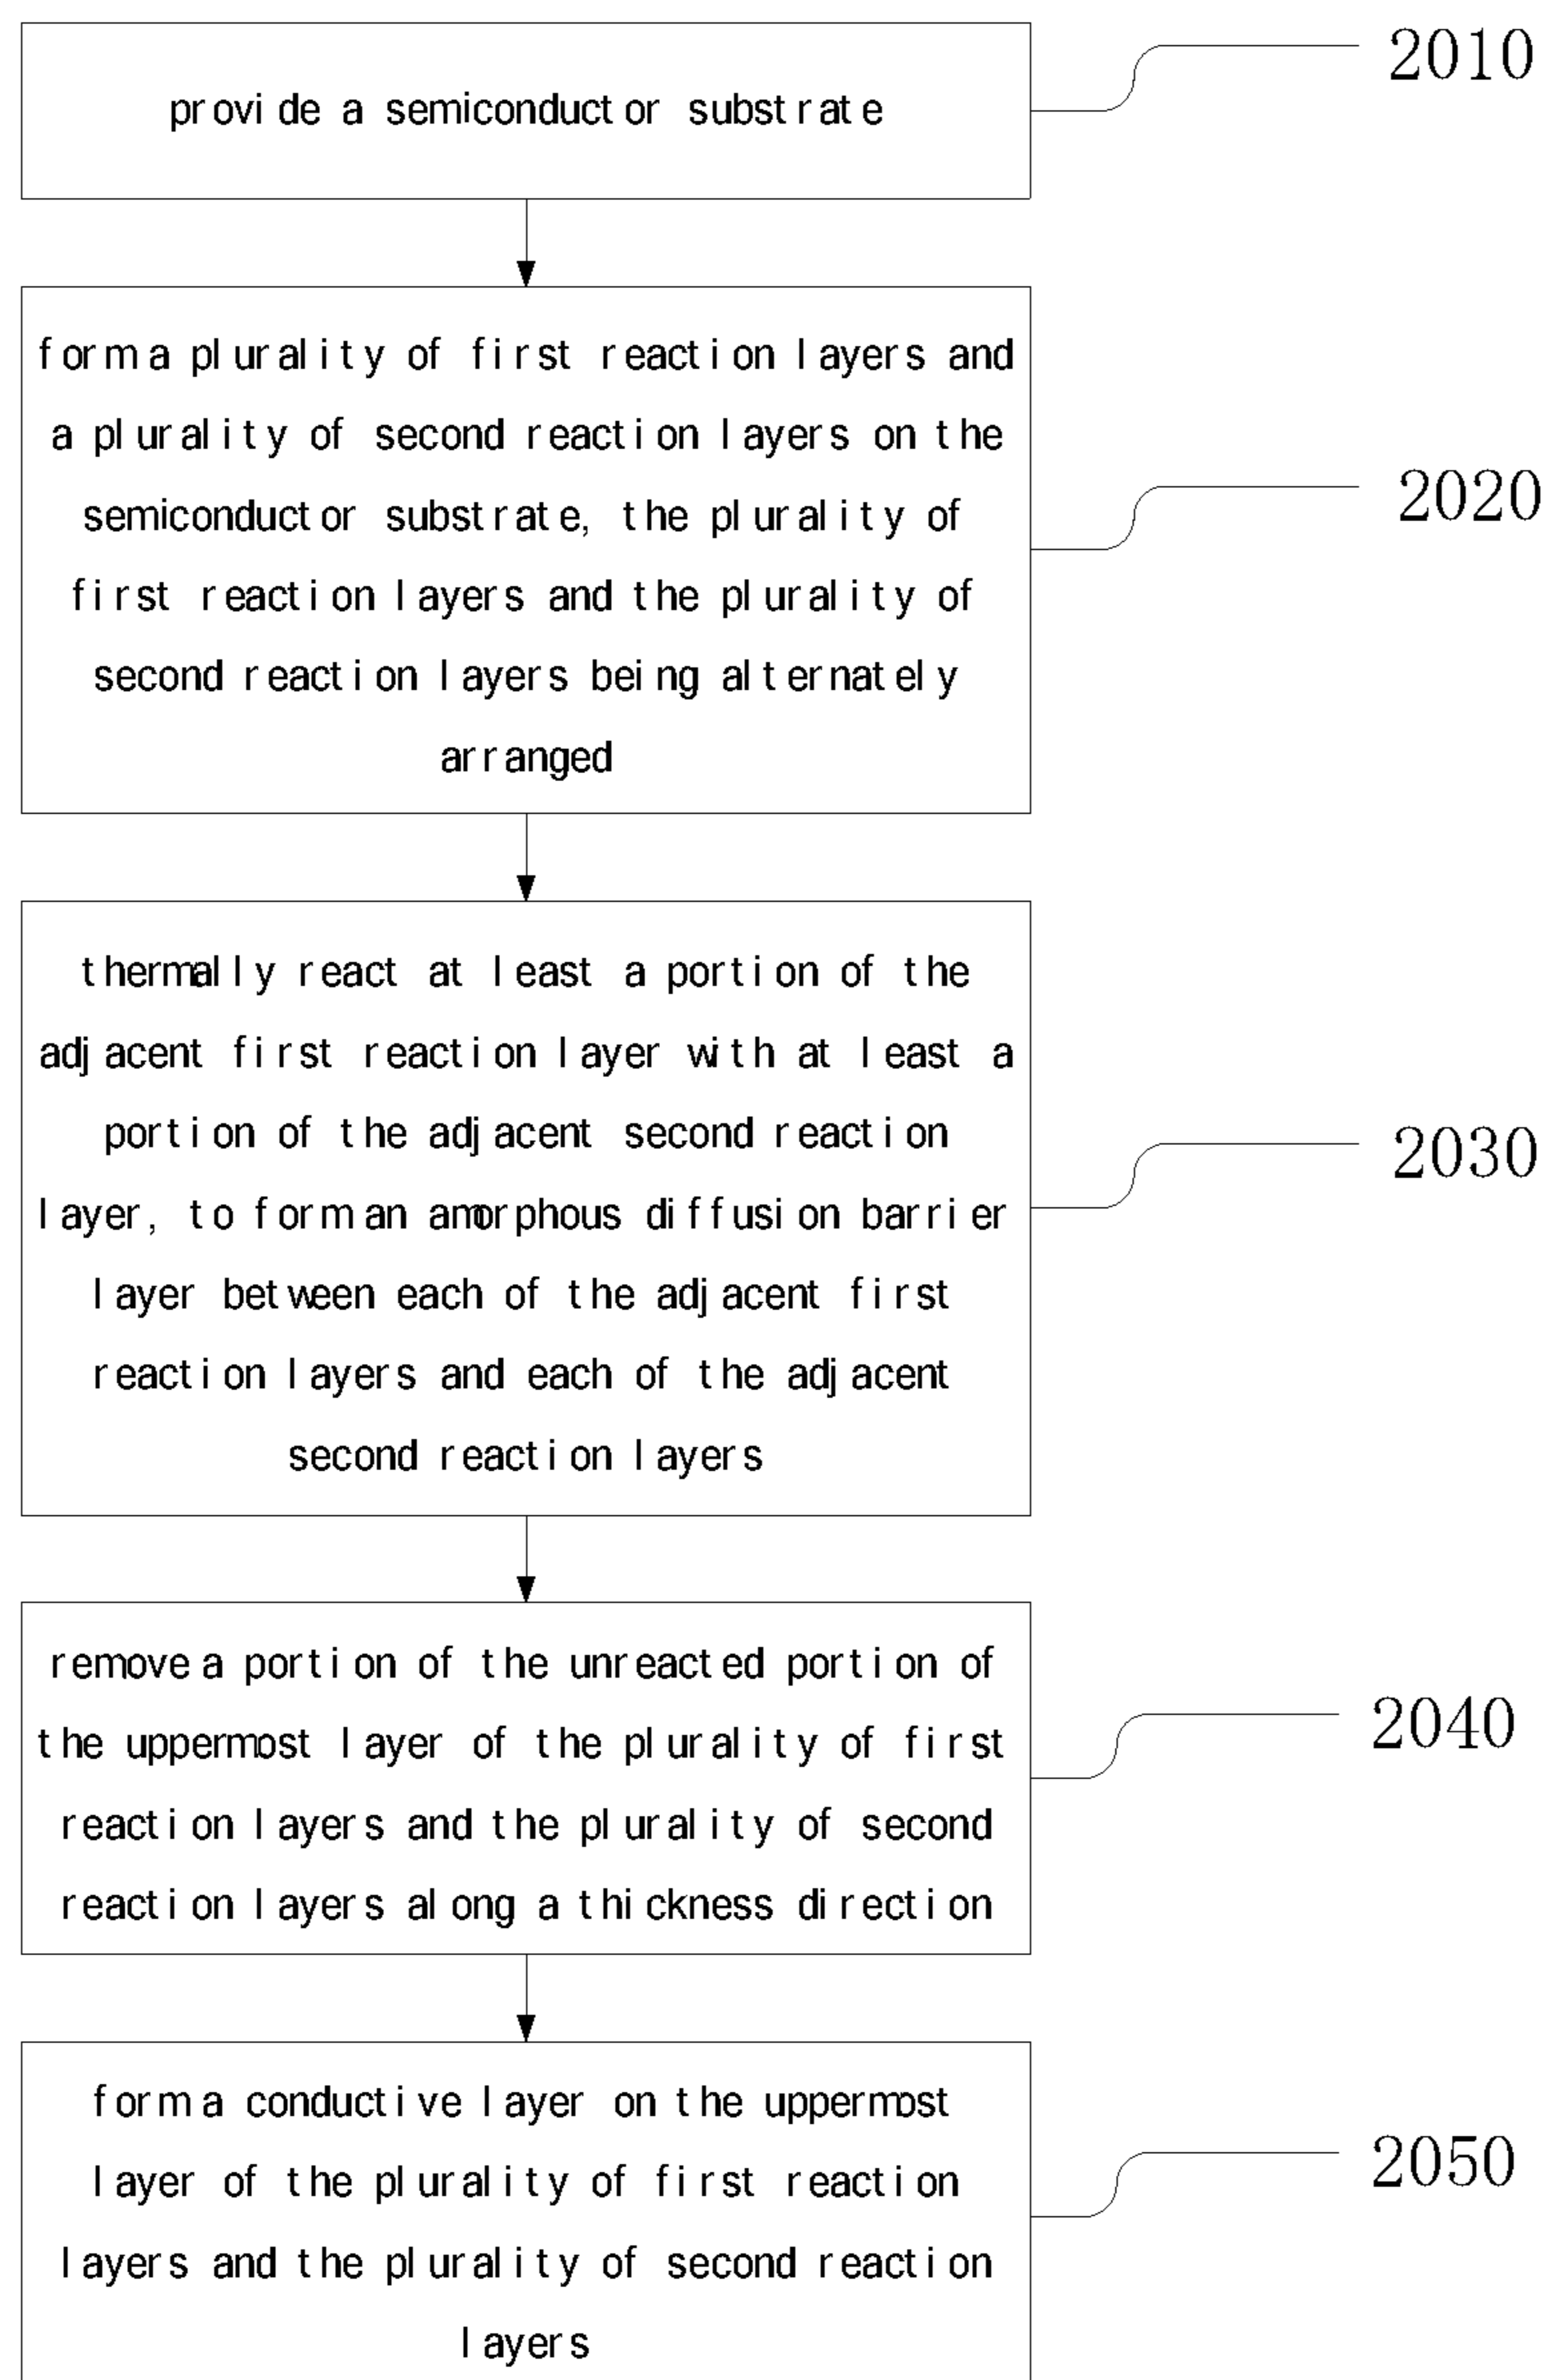 provide a semiconductor substrate
2010
form a plurality of first reaction layers and
a plurality of second reaction layers on the
semiconductor substrate, the plurality of
first reaction layers and the plurality of
second reaction layers being alternately
arranged
2020
thermally react at least a portion of the
adjacent first reaction layer with at least a
portion of the adjacent second reaction
layer, to form an amorphous diffusion barrier
layer between each of the adjacent first
reaction layers and each of the adjacent
second reaction layers
2030
remove a portion of the unreacted portion of
the uppermost layer of the plurality of first
reaction layers and the plurality of second
reaction layers along a thickness direction
2040
form a conductive layer on the uppermost
layer of the plurality of first reaction
layers and the plurality of second reaction
layers
2050